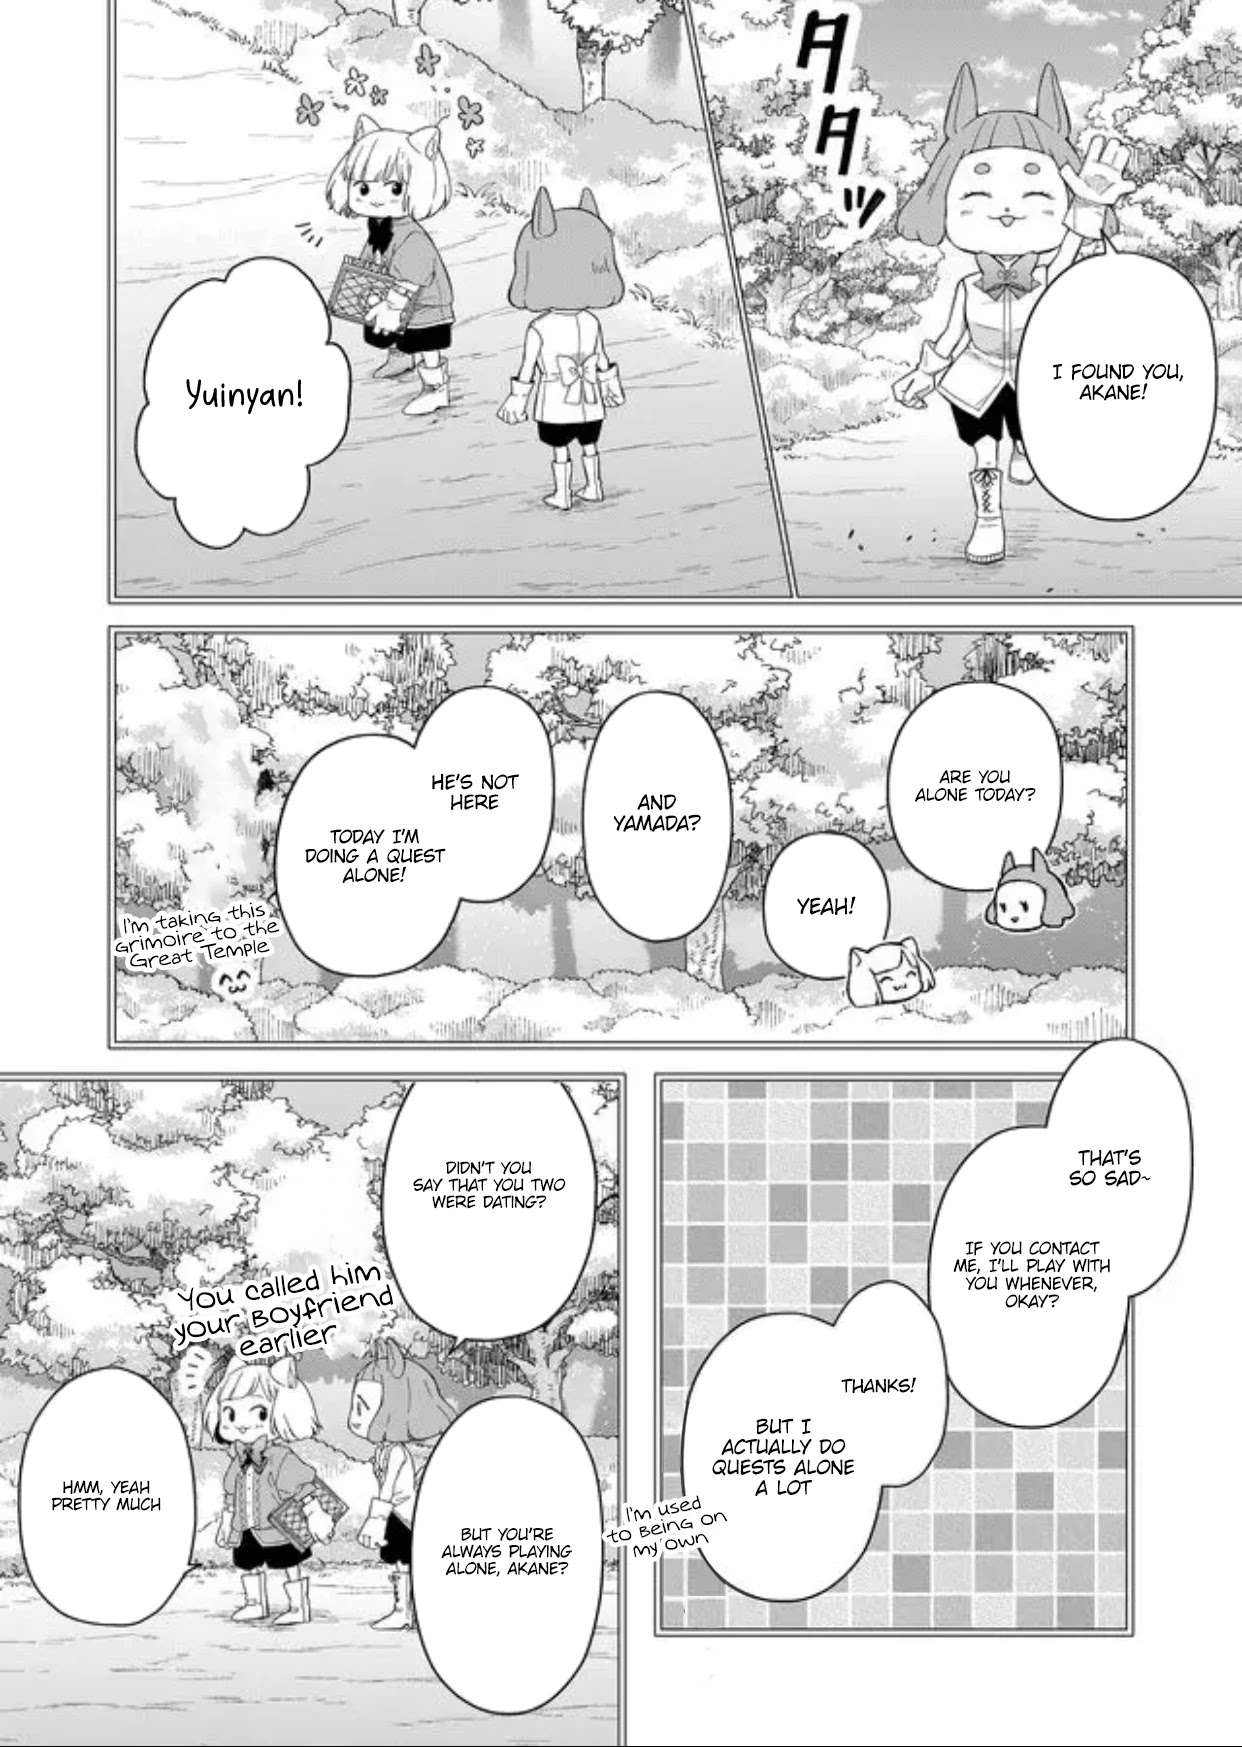 タタタッ
I FOUND YOU,
AKANE!
Yuinyan!
ARE YOU
ALONE TODAY?
YEAH!
AND
YAMADA?
HE'S NOT
HERE
TODAY I'M
DOING A QUEST
ALONE!
I'm taking this
Grimoire to the
Great Temple
THAT'S
SO SAD~
IF YOU CONTACT
ME, I'LL PLAY WITH
YOU WHENEVER,
OKAY?
THANKS!
BUT I
ACTUALLY DO
QUESTS ALONE
A LOT
I'm used
to Being on
my own
DIDN'T YOU
SAY THAT YOU TWO
WERE DATING?
You called him
your Boyfriend
earlier
BUT YOU'RE
ALWAYS PLAYING
ALONE, AKANE?
HMM, YEAH
PRETTY MUCH